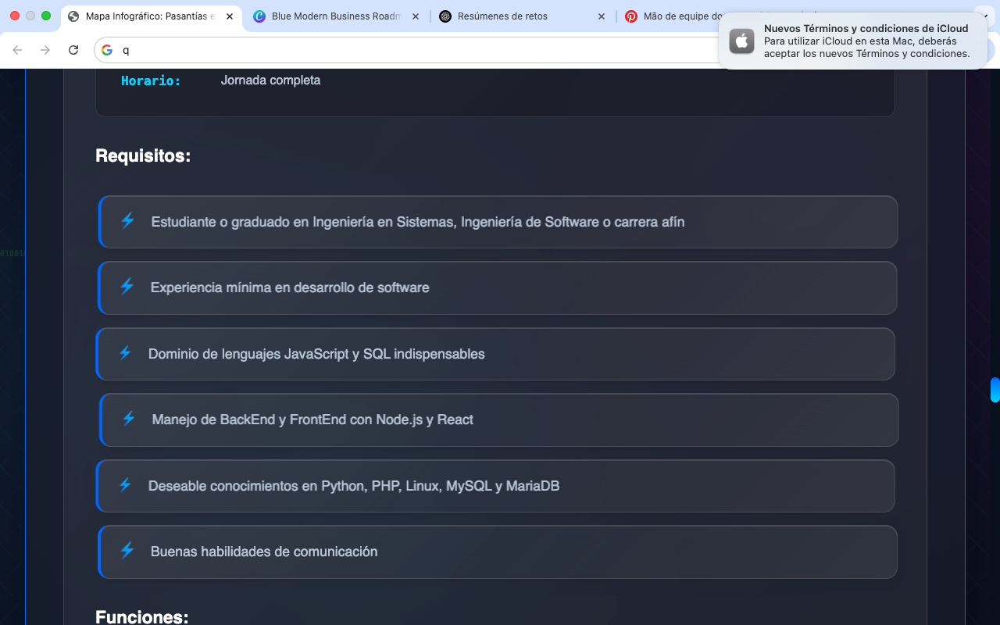 Mapa Infográfico: Pasantías e
Blue Modern Business Roadm
Resúmenes de retos
Mão de equipe do
Nuevos Términos y condiciones de iCloud
Para utilizar iCloud en esta Mac, deberás
aceptar los nuevos Términos y condiciones.
q
Horario: Jornada completa
Requisitos:
Estudiante o graduado en Ingeniería en Sistemas, Ingeniería de Software o carrera afín
Experiencia mínima en desarrollo de software
Dominio de lenguajes JavaScript y SQL indispensables
Manejo de BackEnd y FrontEnd con Node.js y React
Deseable conocimientos en Python, PHP, Linux, MySQL y MariaDB
Buenas habilidades de comunicación
Funciones: